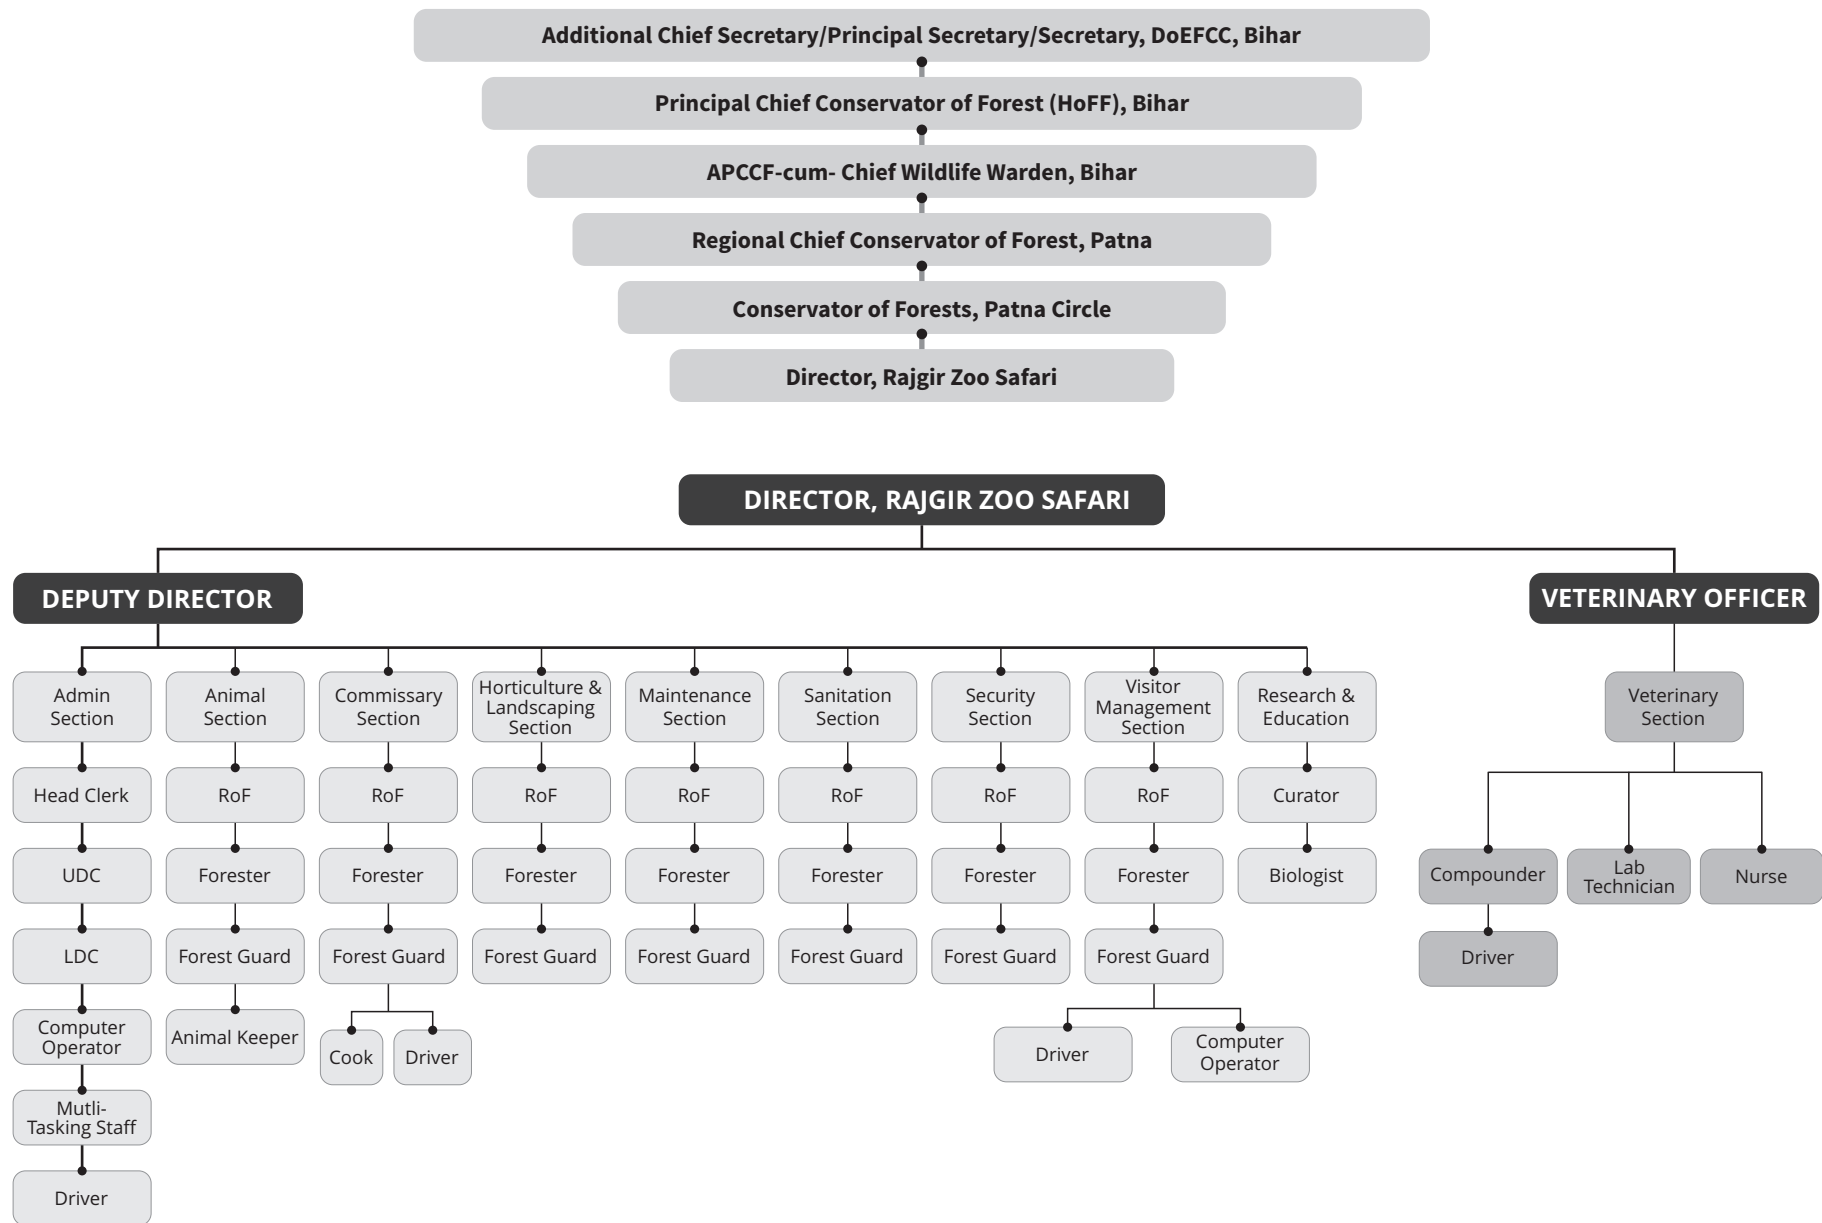 Additional Chief Secretary/Principal Secretary/Secretary, DoEFCC, Bihar
Principal Chief Conservator of Forest (HoFF), Bihar
APCCF-cum- Chief Wildlife Warden, Bihar
Regional Chief Conservator of Forest, Patna
Conservator of Forests, Patna Circle
Director, Rajgir Zoo Safari
DIRECTOR, RAJGIR ZOO SAFARI
DEPUTY DIRECTOR
VETERINARY OFFICER
Admin
Section
Animal
Section
Commissary
Section
Horticulture &
Landscaping
Section
Maintenance
Section
Sanitation
Section
Security
Section
Visitor
Management
Section
Research &
Education
Veterinary
Section
Head Clerk
RoF
RoF
RoF
RoF
RoF
RoF
RoF
Curator
UDC
Forester
Forester
Forester
Forester
Forester
Forester
Forester
Biologist
Compounder
Lab
Technician
Nurse
LDC
Forest Guard
Forest Guard
Forest Guard
Forest Guard
Forest Guard
Forest Guard
Forest Guard
Driver
Computer
Operator
Animal Keeper
Cook
Driver
Driver
Computer
Operator
Mutli-
Tasking Staff
Driver